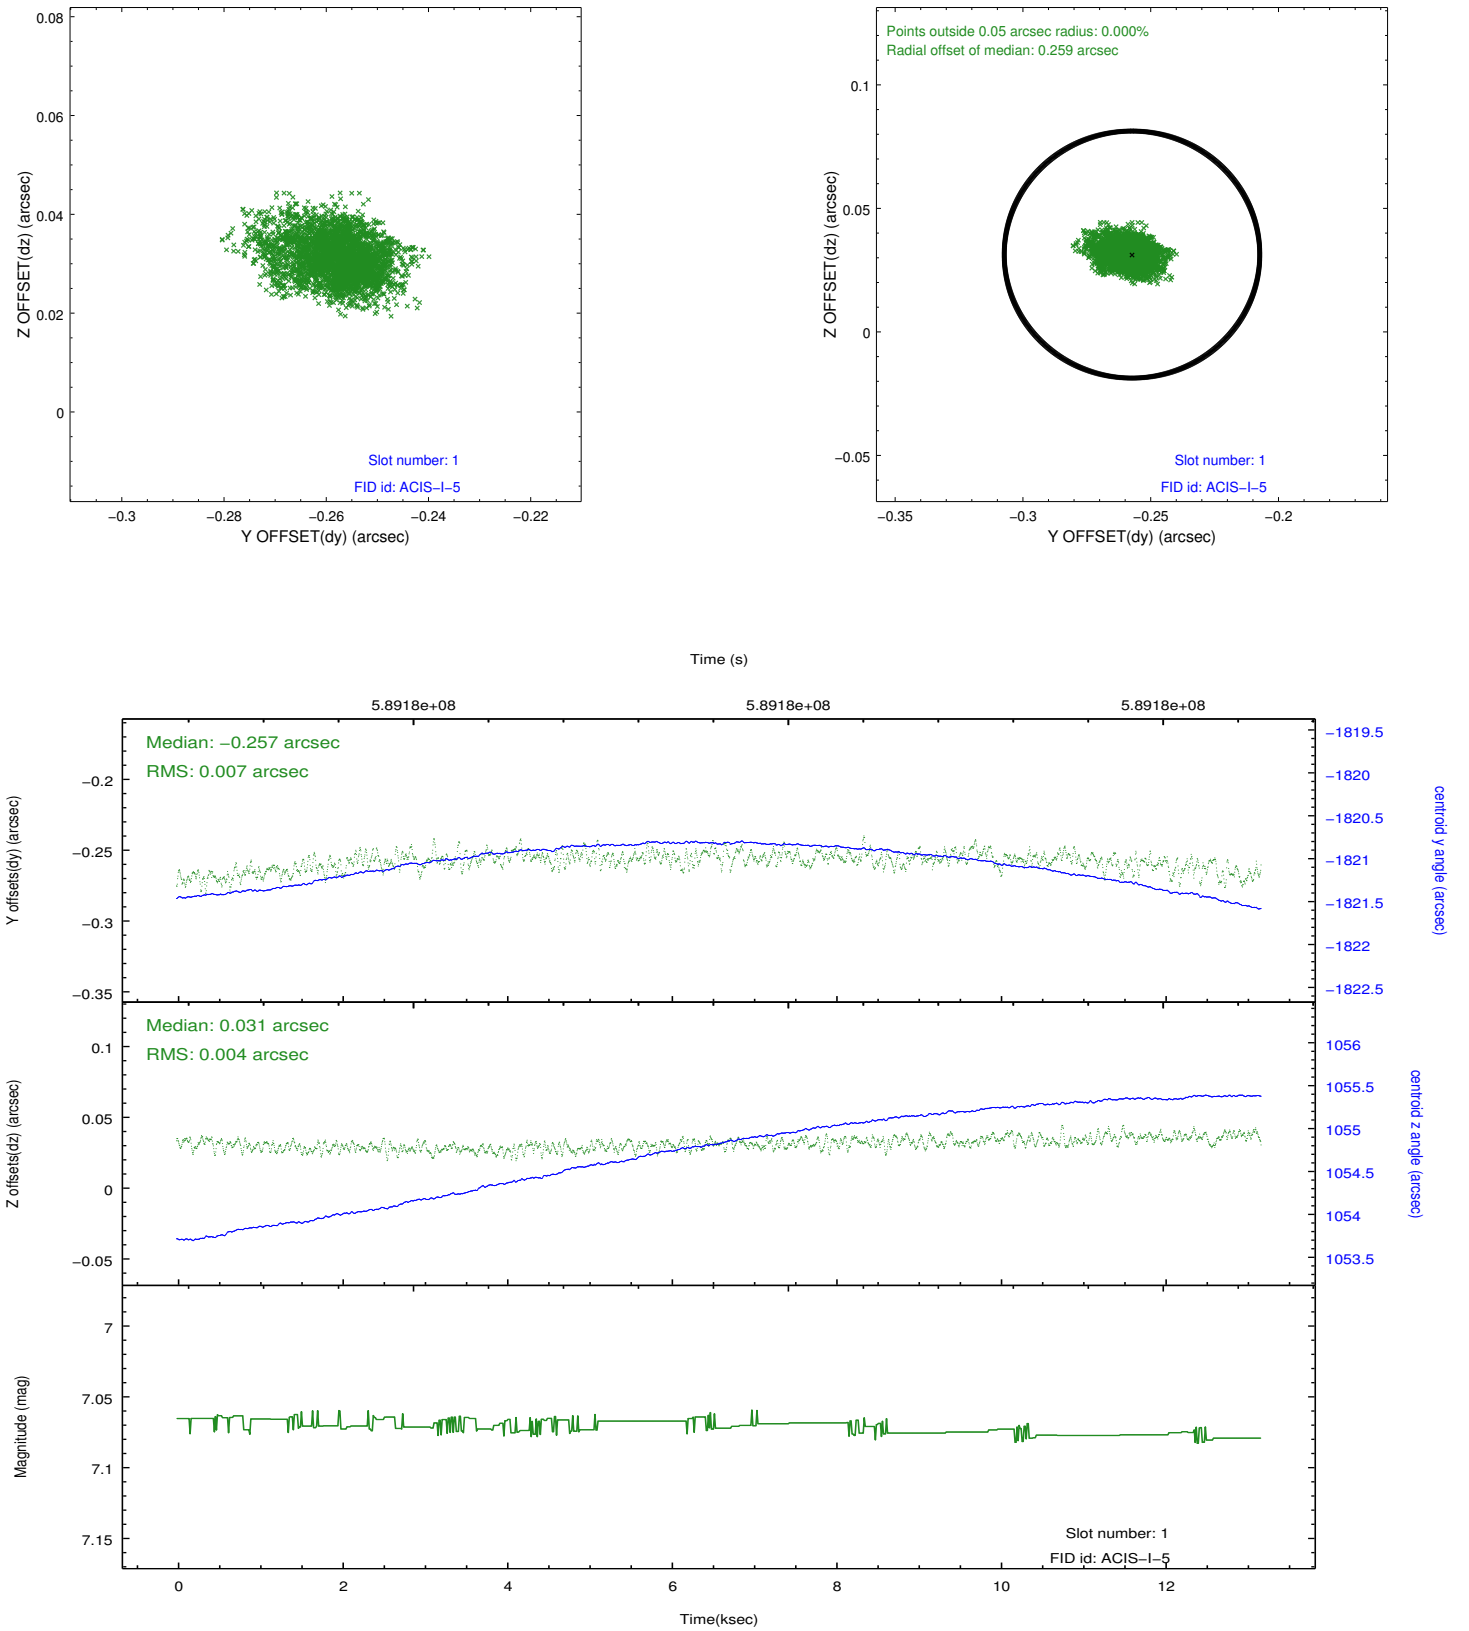 0.08
0.06
0.04
0.02
0
Z OFFSET(dz) (arcsec)
Slot number: 1
FID id: ACIS−I−5
−0.3
−0.28
−0.26
−0.24
−0.22
Y OFFSET(dy) (arcsec)
Points outside 0.05 arcsec radius: 0.000%
Radial offset of median: 0.259 arcsec
0.1
0.05
0
−0.05
Z OFFSET(dz) (arcsec)
Slot number: 1
FID id: ACIS−I−5
−0.35
−0.3
−0.25
−0.2
Y OFFSET(dy) (arcsec)
Time (s)
5.8918e+08
5.8918e+08
5.8918e+08
Median: −0.257 arcsec
RMS: 0.007 arcsec
−0.2
−0.25
−0.3
−0.35
Y offsets(dy) (arcsec)
−1819.5
−1820
−1820.5
−1821
−1821.5
−1822
−1822.5
centroid y angle (arcsec)
Median: 0.031 arcsec
RMS: 0.004 arcsec
0.1
0.05
0
−0.05
Z offsets(dz) (arcsec)
1056
1055.5
1055
1054.5
1054
1053.5
centroid z angle (arcsec)
7
7.05
7.1
7.15
Magnitude (mag)
Slot number: 1
FID id: ACIS−I−5
0
2
4
6
8
10
12
Time(ksec)